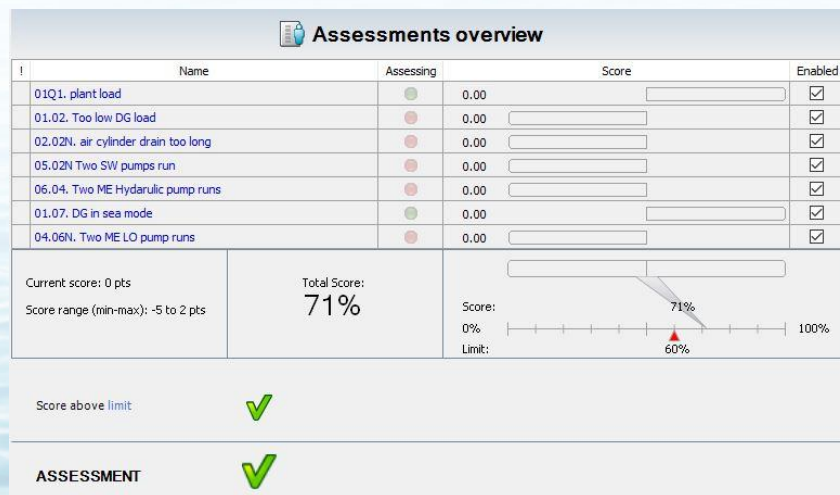 Assessments overview
! Name Assessing Score Enabled
01Q1. plant load 0.00
01.02. Too low DG load 0.00
02.02N. air cylinder drain too long 0.00
05.02N Two SW pumps run 0.00
06.04. Two ME Hydarulic pump runs 0.00
01.07. DG in sea mode 0.00
04.06N. Two ME LO pump runs 0.00
Current score: 0 pts
Score range (min-max): -5 to 2 pts
Total Score:
71%
Score: 71%
0% 100%
Limit: 60%
Score above limit
ASSESSMENT